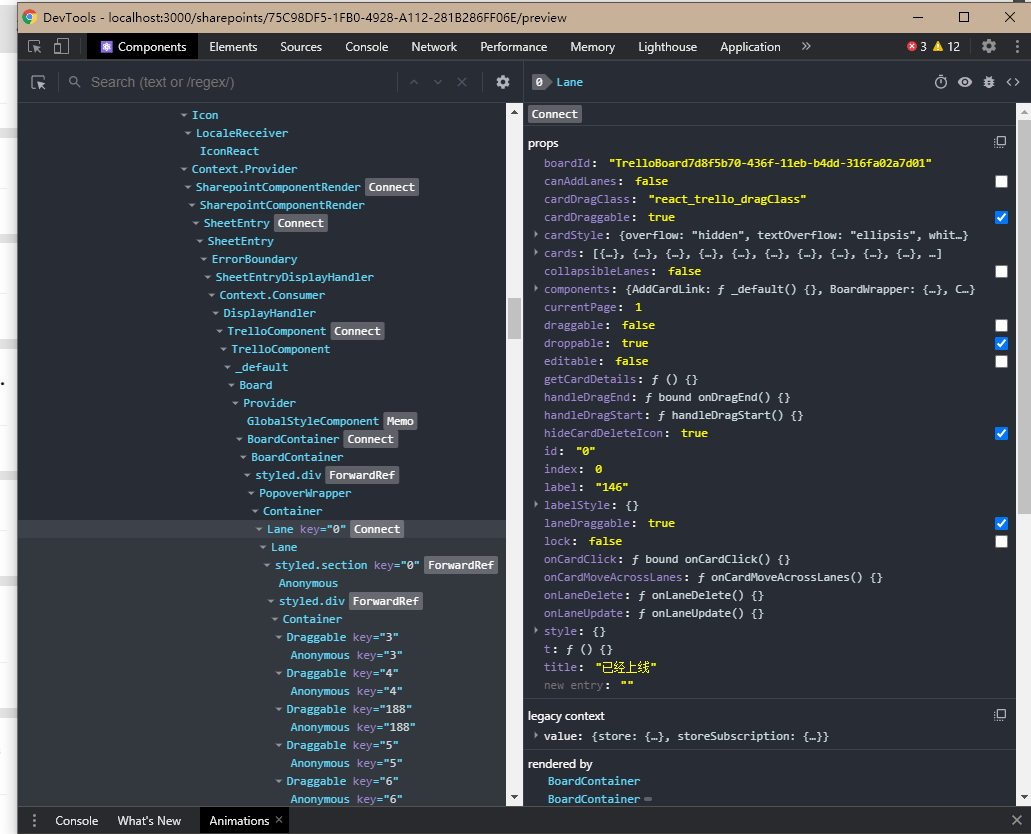 DevTools - localhost:3000/sharepoints/75C98DF5-1FB0-4928-A112-281B286FF06E/preview
Components Elements Sources Console Network Performance Memory Lighthouse Application » 3 12
Search (text or /regex/)
0 Lane
Icon
LocaleReceiver
IconReact
Context.Provider
SharepointComponentRender Connect
SharepointComponentRender
SheetEntry Connect
SheetEntry
ErrorBoundary
SheetEntryDisplayHandler
Context.Consumer
DisplayHandler
TrelloComponent Connect
TrelloComponent
_default
Board
Provider
GlobalStyleComponent Memo
BoardContainer Connect
BoardContainer
styled.div ForwardRef
PopoverWrapper
Container
Lane key="0" Connect
Lane
styled.section key="0" ForwardRef
Anonymous
styled.div ForwardRef
Container
Draggable key="3"
Anonymous key="3"
Draggable key="4"
Anonymous key="4"
Draggable key="188"
Anonymous key="188"
Draggable key="5"
Anonymous key="5"
Draggable key="6"
Anonymous key="6"
Connect
props
boardId: "TrelloBoard7d8f5b70-436f-11eb-b4dd-316fa02a7d01"
canAddLanes: false
cardDragClass: "react_trello_dragClass"
cardDraggable: true
cardStyle: {overflow: "hidden", textOverflow: "ellipsis", whit…}
cards: [{…}, {…}, {…}, {…}, {…}, {…}, {…}, {…}, {…}, {…}, …]
collapsibleLanes: false
components: {AddCardLink: ƒ _default() {}, BoardWrapper: {…}, C…}
currentPage: 1
draggable: false
droppable: true
editable: false
getCardDetails: ƒ () {}
handleDragEnd: ƒ bound onDragEnd() {}
handleDragStart: ƒ handleDragStart() {}
hideCardDeleteIcon: true
id: "0"
index: 0
label: "146"
labelStyle: {}
laneDraggable: true
lock: false
onCardClick: ƒ bound onCardClick() {}
onCardMoveAcrossLanes: ƒ onCardMoveAcrossLanes() {}
onLaneDelete: ƒ onLaneDelete() {}
onLaneUpdate: ƒ onLaneUpdate() {}
style: {}
t: ƒ () {}
title: "已经上线"
new entry: ""
legacy context
value: {store: {…}, storeSubscription: {…}}
rendered by
BoardContainer
BoardContainer
Console What's New Animations